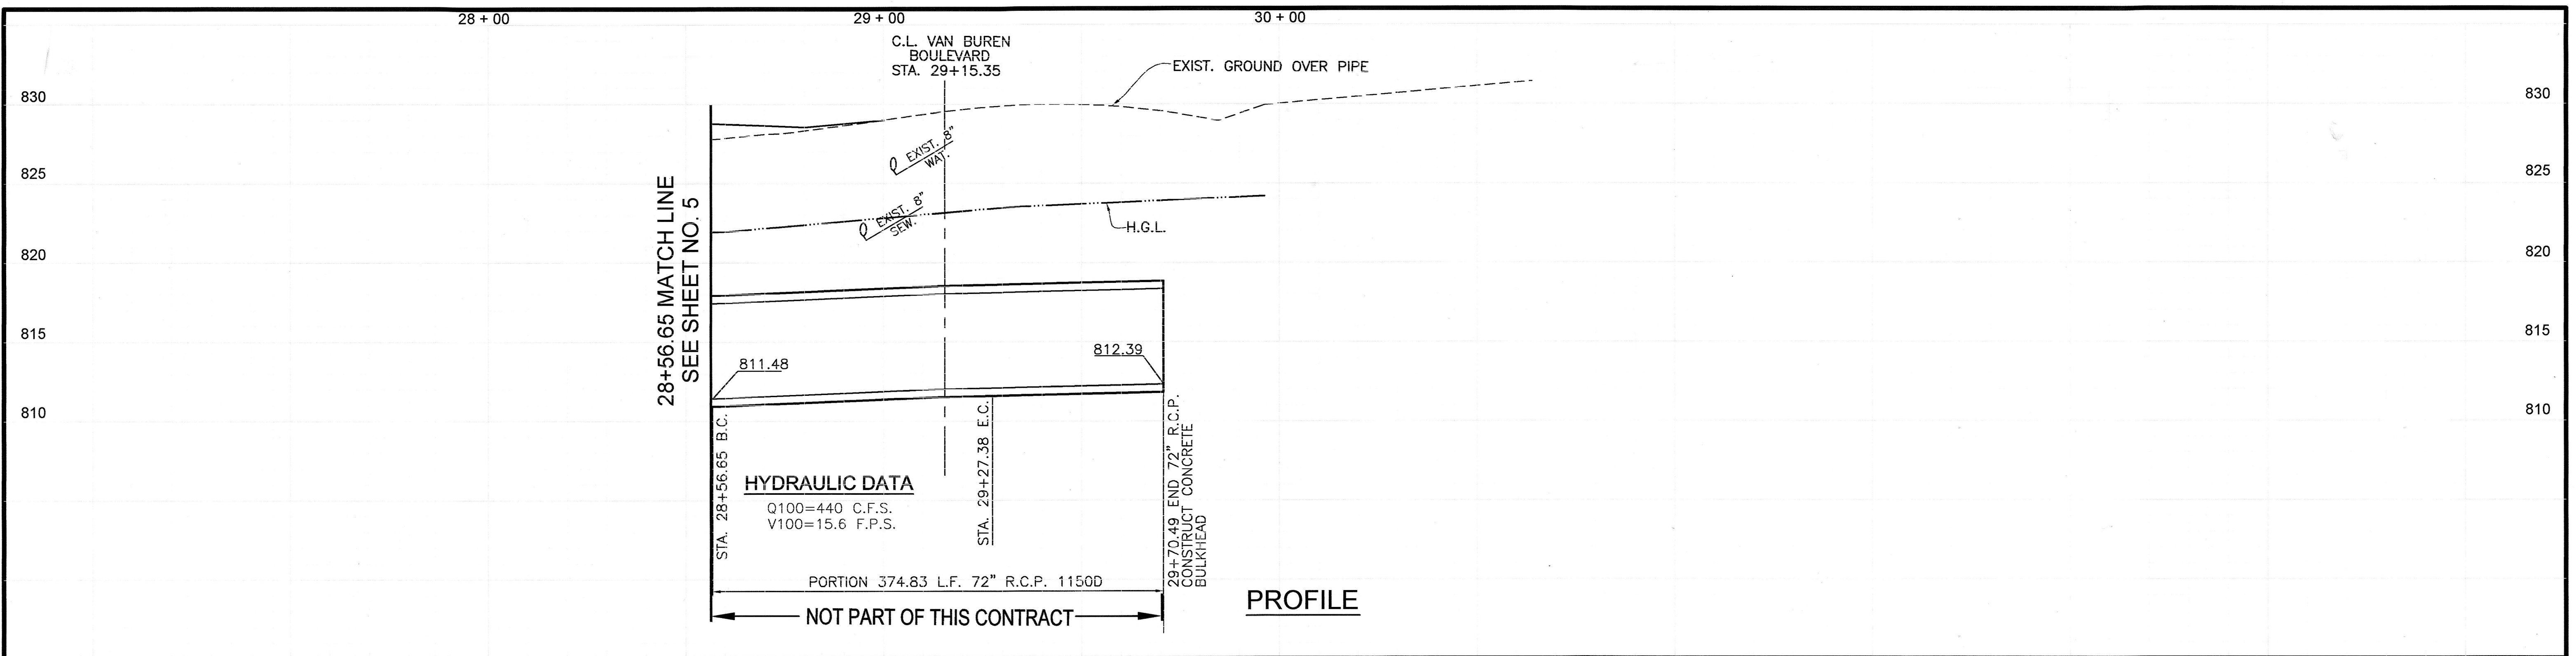 28 + 00
29 + 00
30 + 00
C.L. VAN BUREN
BOULEVARD
STA. 29+15.35
EXIST. GROUND OVER PIPE
830
830
EXIST. 8"
WAT.
825
825
28+56.65 MATCH LINE
SEE SHEET NO. 5
EXIST. 8"
SEW.
H.G.L.
820
820
815
815
811.48
812.39
810
810
STA. 28+56.65 B.C.
HYDRAULIC DATA
Q100=440 C.F.S.
V100=15.6 F.P.S.
STA. 29+27.38 E.C.
29+70.49 END 72" R.C.P.
CONSTRUCT CONCRETE
BULKHEAD
PORTION 374.83 L.F. 72" R.C.P. 1150D
NOT PART OF THIS CONTRACT
PROFILE